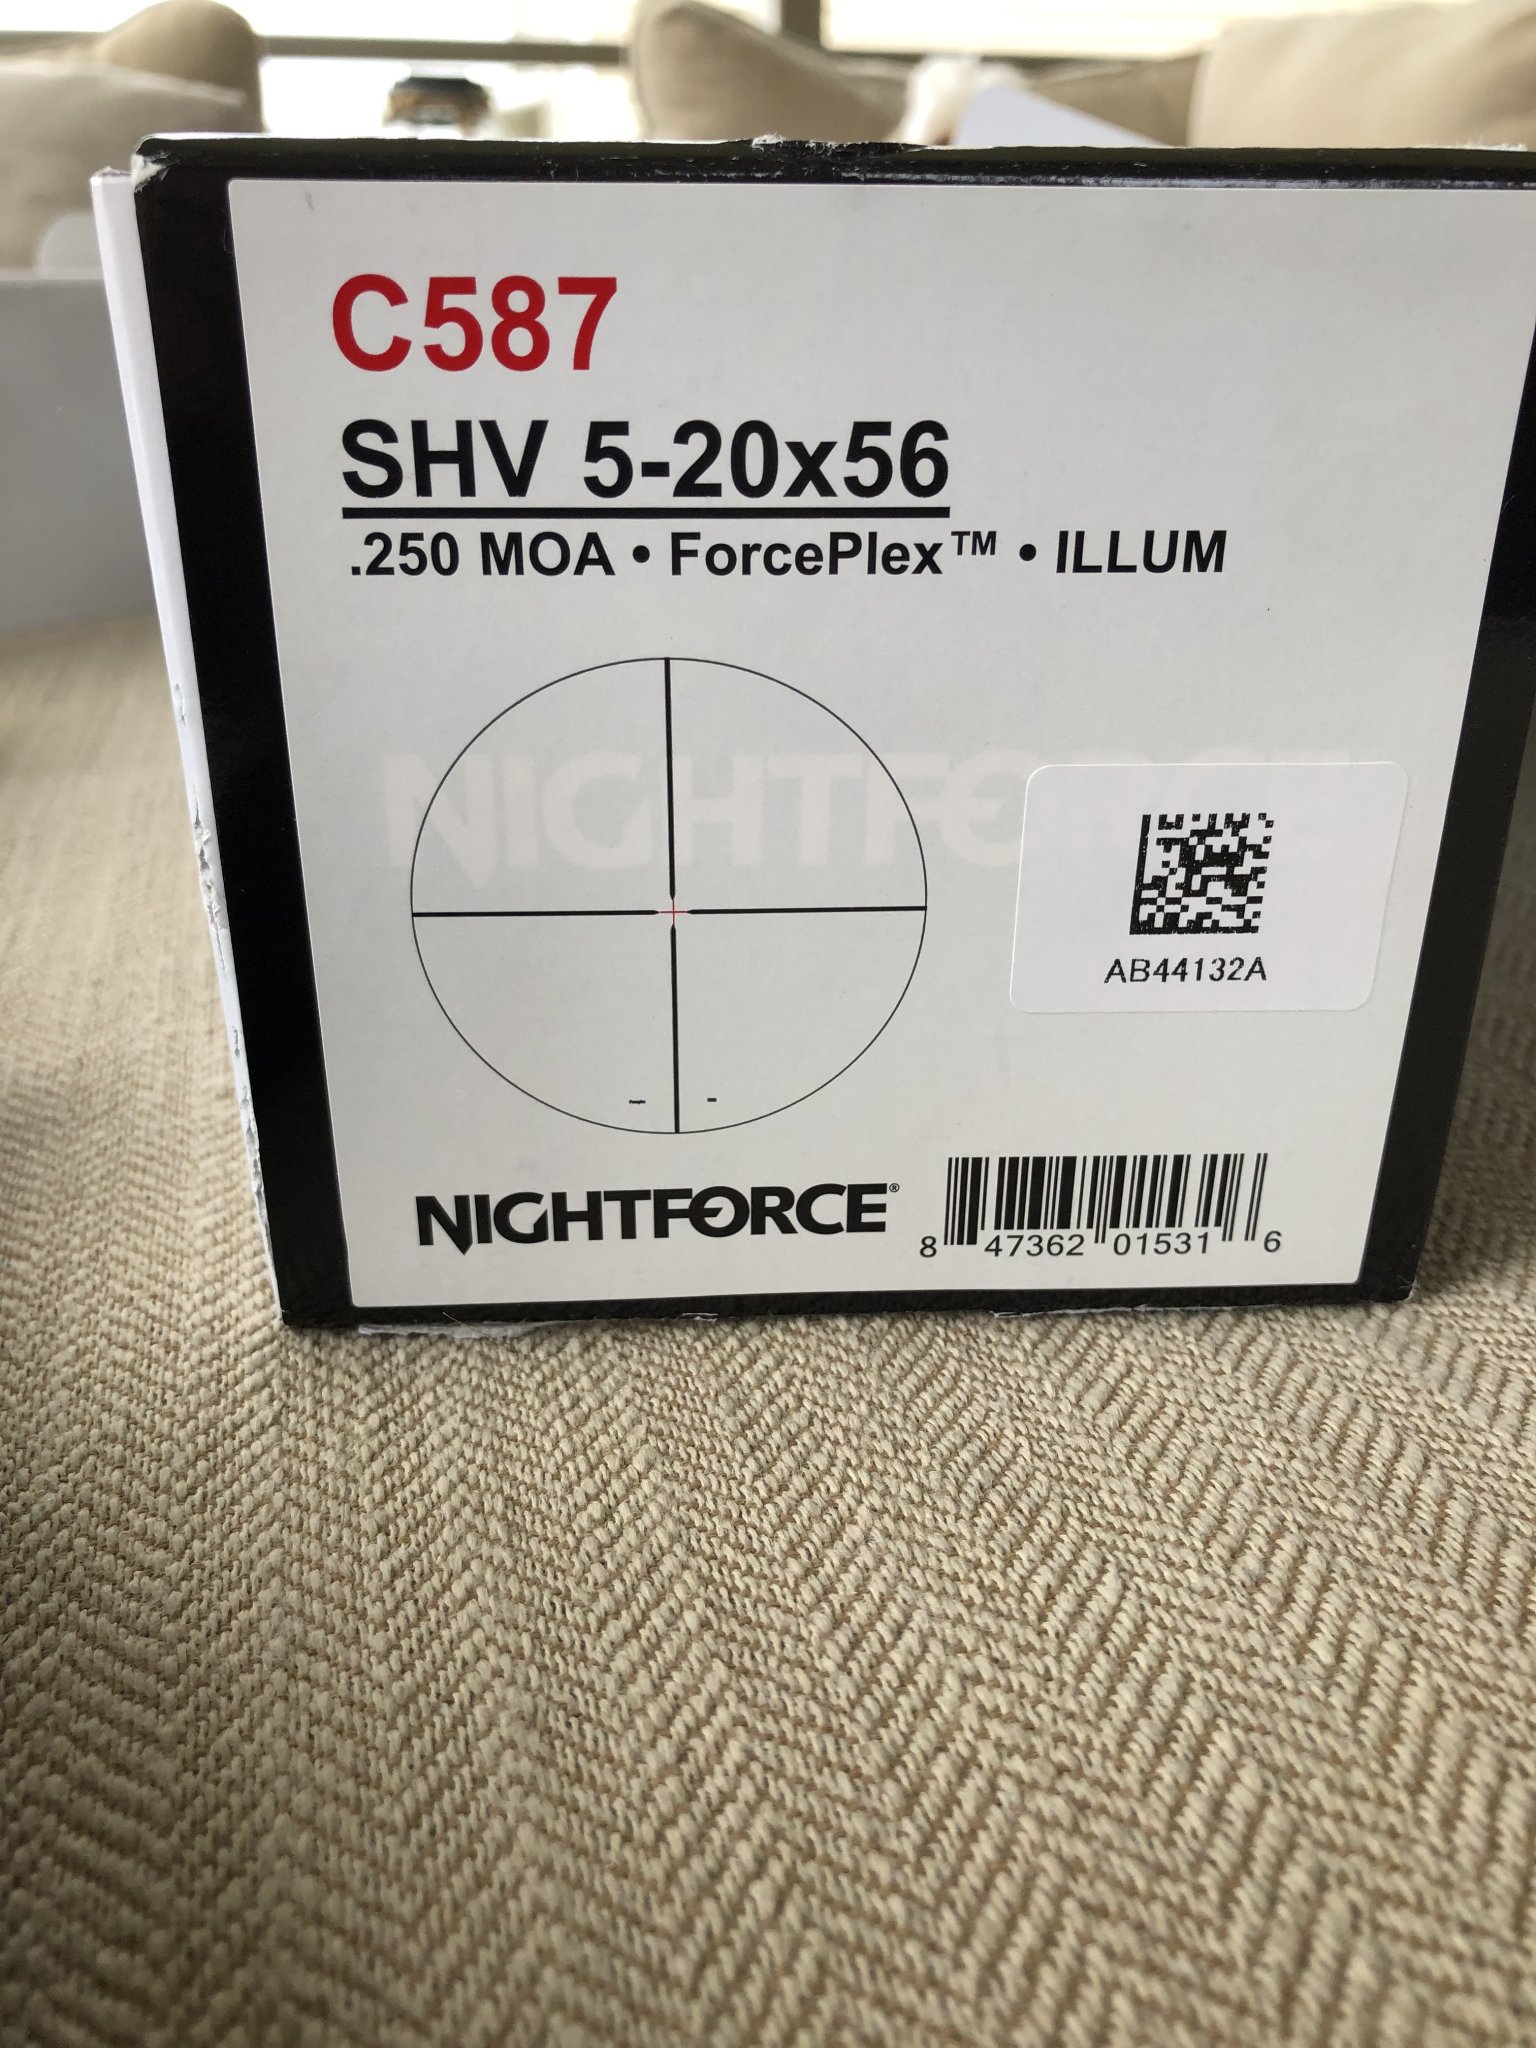 C587
SHV 5-20x56
.250 MOA • ForcePlex™ • ILLUM
NIGHTFORCE
AB44132A
NIGHTFORCE®
8 47362 01531 6